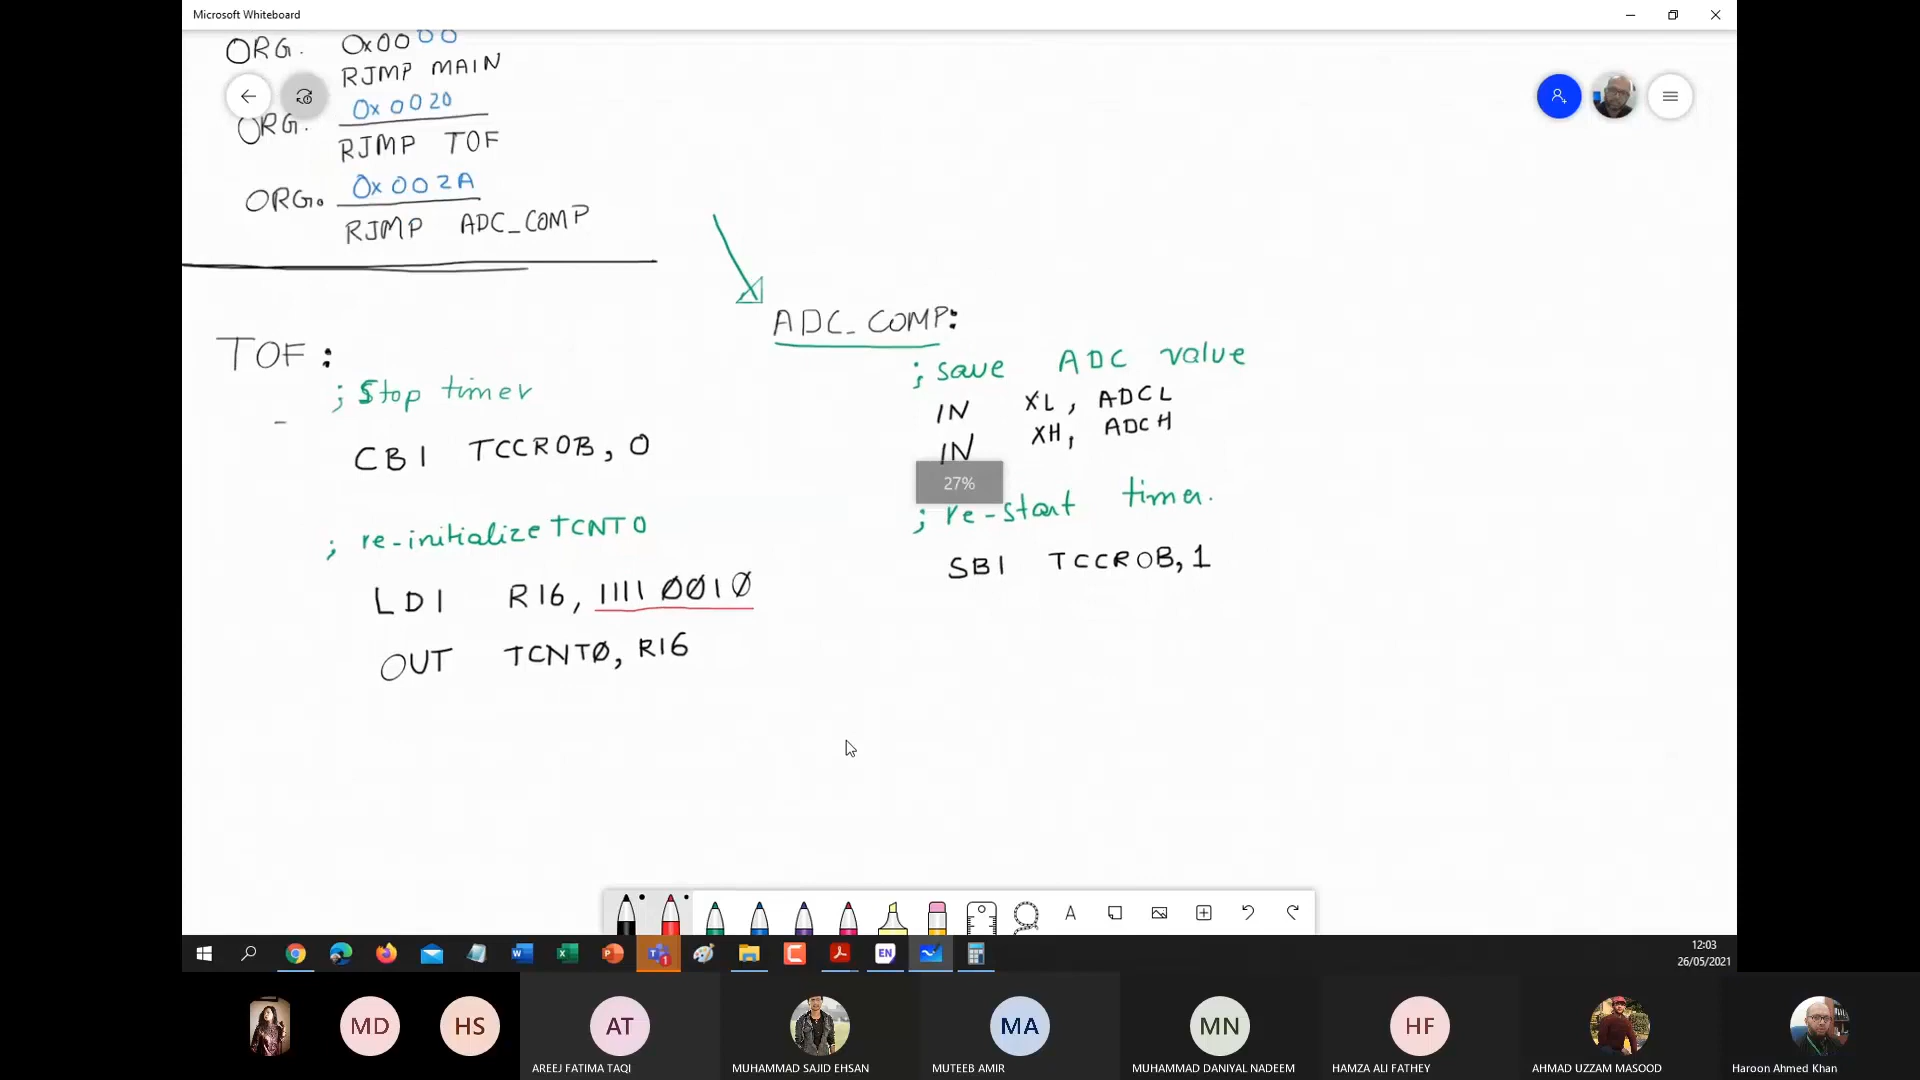 Microsoft Whiteboard
ORG. 0x0000
RJMP MAIN
ORG. 0x0020
RJMP TOF
ORG. 0x002A
RJMP ADC_COMP
TOF:
; Stop timer
CBI TCCR0B, 0
; re-initialize TCNT0
LDI R16, 1111 0010
OUT TCNT0, R16
ADC_COMP:
; save ADC value
IN XL, ADCL
IN XH, ADCH
27%
; re-start timer.
SBI TCCR0B, 1
A
W
X
P
T
1
EN
12:03
26/05/2021
MD
HS
AT
MA
MN
HF
AREEJ FATIMA TAQI
MUHAMMAD SAJID EHSAN
MUTEEB AMIR
MUHAMMAD DANIYAL NADEEM
HAMZA ALI FATHEY
AHMAD UZZAM MASOOD
Haroon Ahmed Khan